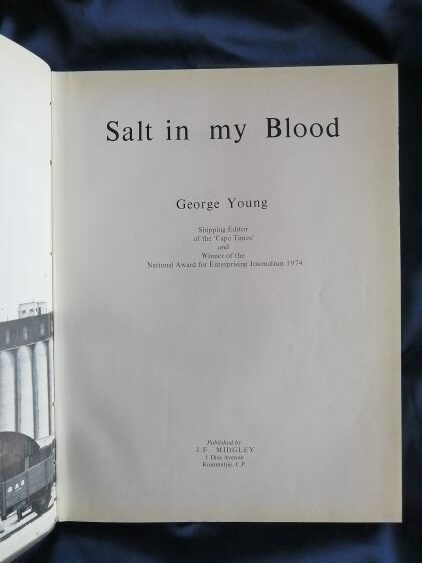 Salt in my Blood
George Young
Shipping Editor
of the 'Cape Times'
and
Winner of the
National Award for Enterprising Journalism 1974
Published by
J.F. MIDGLEY
Avenue
Kommetjie, C.P.